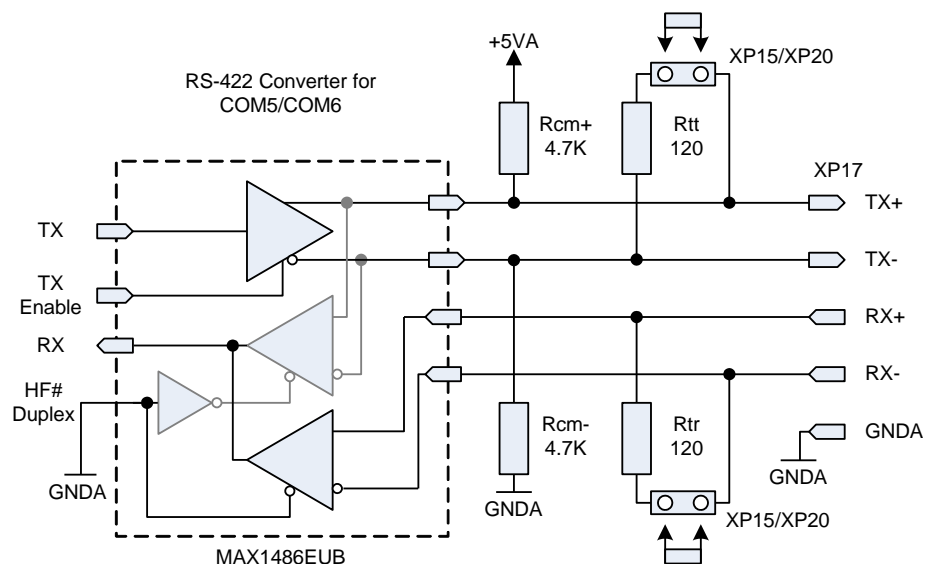 +5VA
XP15/XP20
RS-422 Converter for
COM5/COM6
Rcm+
4.7K
Rtt
120
XP17
TX
TX+
TX
Enable
TX-
RX
RX+
HF#
Duplex
RX-
Rcm-
4.7K
Rtr
120
GNDA
GNDA
GNDA
GNDA
XP15/XP20
MAX1486EUB